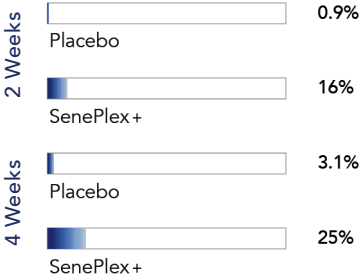 2 Weeks
0.9%
Placebo
16%
SenePlex+
4 Weeks
3.1%
Placebo
25%
SenePlex+